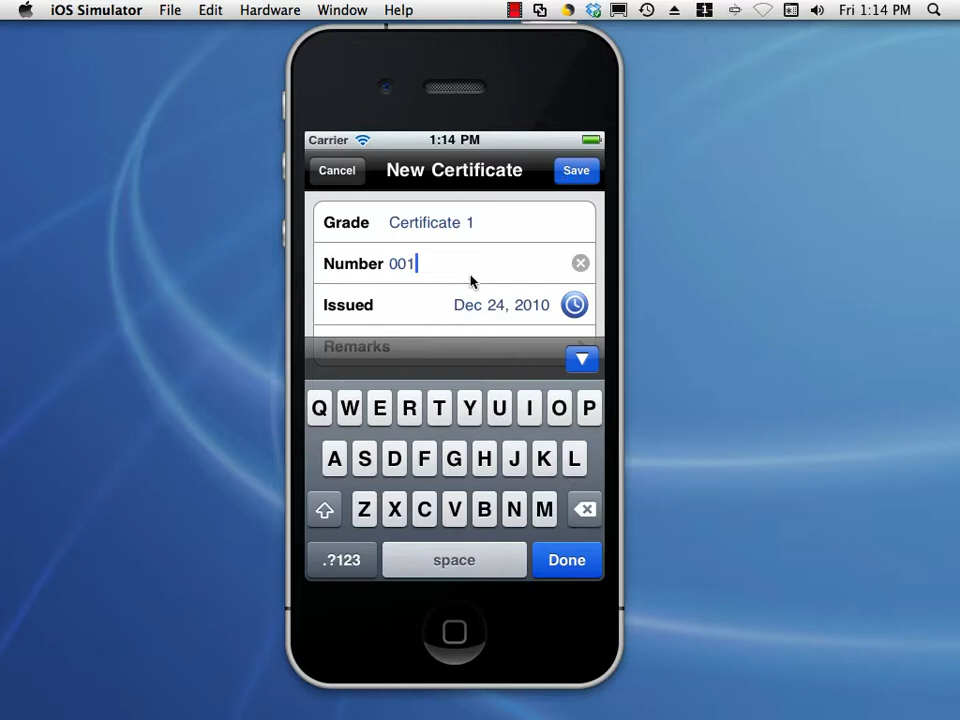 iOS Simulator File Edit Hardware Window Help Fri 1:14 PM
Carrier 1:14 PM
Cancel New Certificate Save
Grade Certificate 1
Number 001
Issued Dec 24, 2010
Remarks
Q W E R T Y U I O P
A S D F G H J K L
Z X C V B N M
.?123 space Done